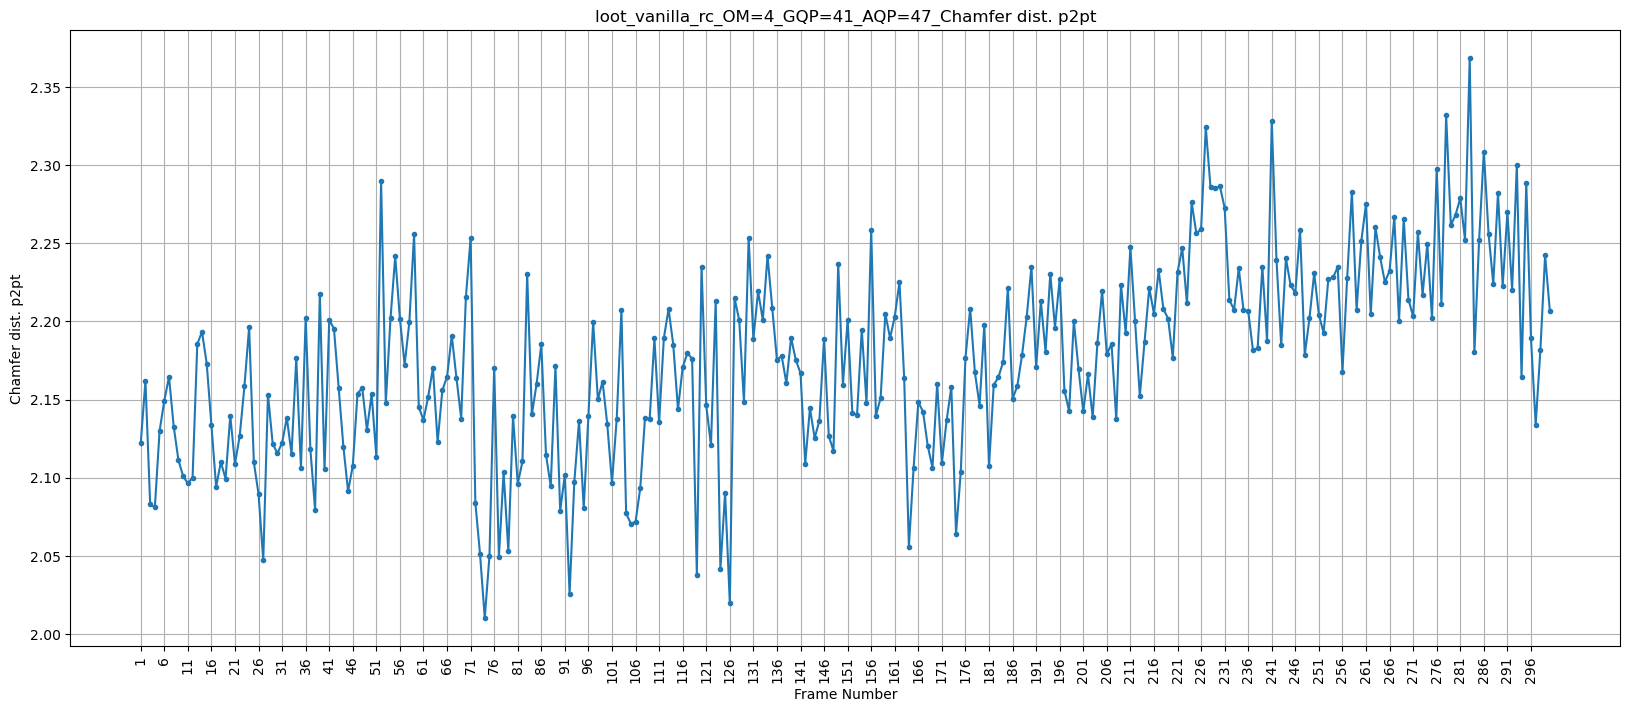 loot_vanilla_rc_OM=4_GQP=41_AQP=47_Chamfer dist. p2pt
Chamfer dist. p2pt
2.35
2.30
2.25
2.20
2.15
2.10
2.05
2.00
1 6 11 16 21 26 31 36 41 46 51 56 61 66 71 76 81 86 91 96 101 106 111 116 121 126 131 136 141 146 151 156 161 166 171 176 181 186 191 196 201 206 211 216 221 226 231 236 241 246 251 256 261 266 271 276 281 286 291 296
Frame Number